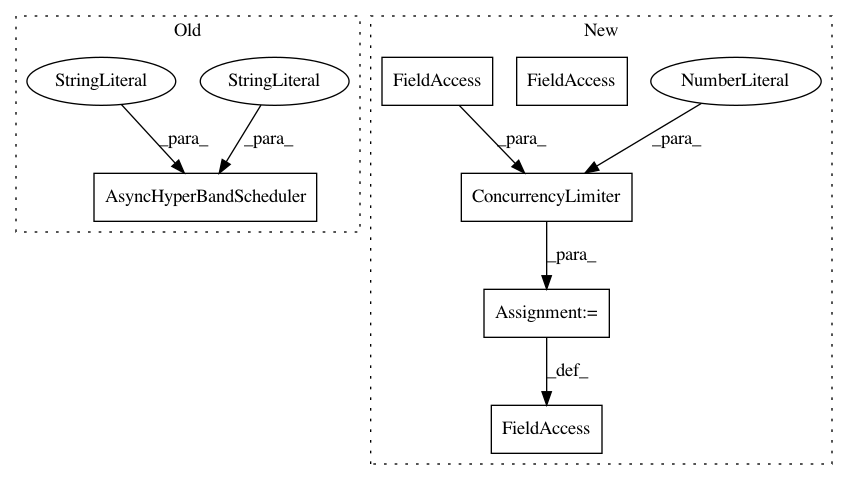 Old
New
StringLiteral
StringLiteral
FieldAccess
FieldAccess
NumberLiteral
_para_
_para_
_para_
_para_
AsyncHyperBandScheduler
ConcurrencyLimiter
_para_
Assignment:=
_def_
FieldAccess